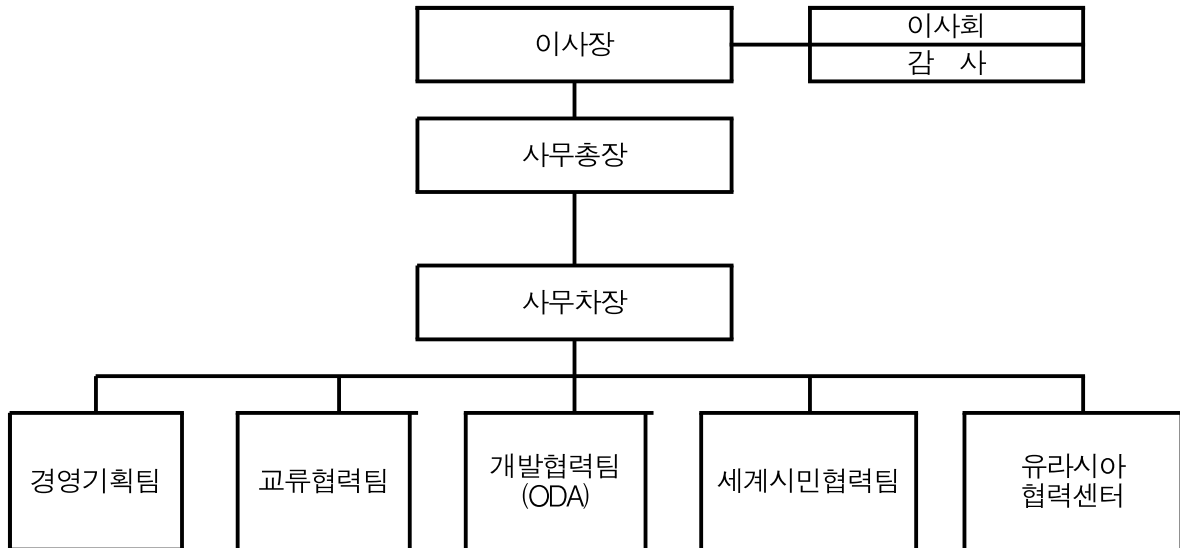 이사장
이사회
감 사
사무총장
사무차장
경영기획팀
교류협력팀
개발협력팀
(ODA)
세계시민협력팀
유라시아
협력센터